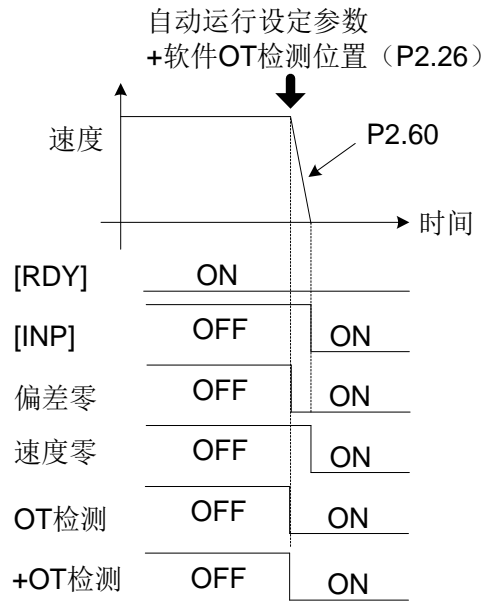 自动运行设定参数
+软件OT检测位置（P2.26）
速度
P2.60
时间
[RDY] ON
[INP] OFF ON
偏差零 OFF ON
速度零 OFF ON
OT检测 OFF ON
+OT检测 OFF ON